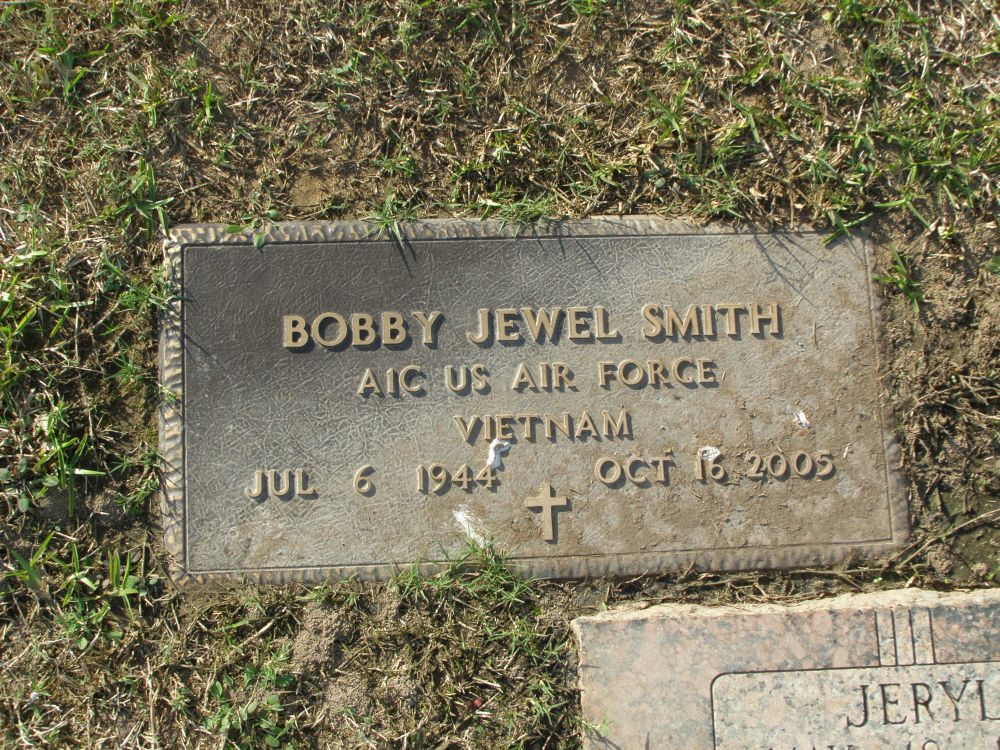 BOBBY JEWEL SMITH
A1C US AIR FORCE
VIETNAM
JUL 6 1944 OCT 16 2005
JERYL